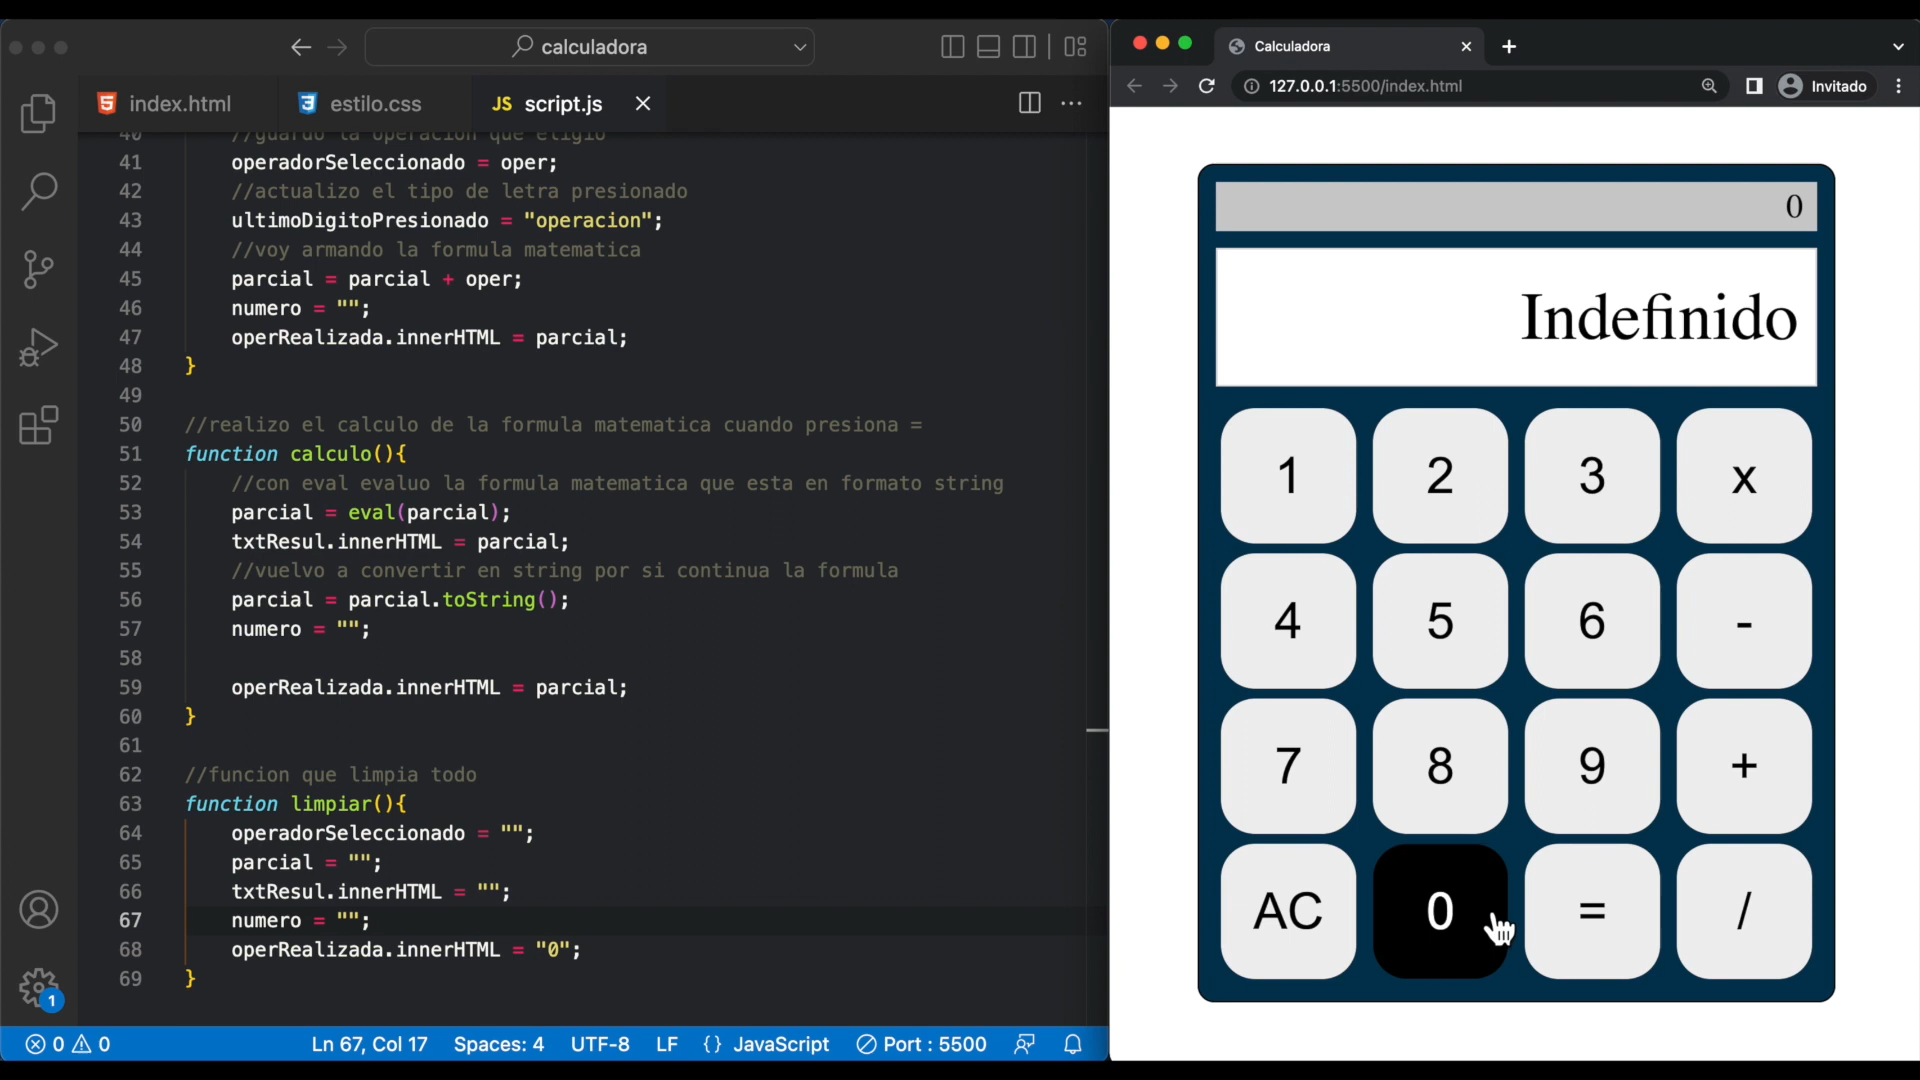 calculadora
index.html
estilo.css
JS script.js
40 //guardo la operacion que eligio
41 operadorSeleccionado = oper;
42 //actualizo el tipo de letra presionado
43 ultimoDigitoPresionado = "operacion";
44 //voy armando la formula matematica
45 parcial = parcial + oper;
46 numero = "";
47 operRealizada.innerHTML = parcial;
48 }
49
50 //realizo el calculo de la formula matematica cuando presiona =
51 function calculo(){
52 //con eval evaluo la formula matematica que esta en formato string
53 parcial = eval(parcial);
54 txtResul.innerHTML = parcial;
55 //vuelvo a convertir en string por si continua la formula
56 parcial = parcial.toString();
57 numero = "";
58
59 operRealizada.innerHTML = parcial;
60 }
61
62 //funcion que limpia todo
63 function limpiar(){
64 operadorSeleccionado = "";
65 parcial = "";
66 txtResul.innerHTML = "";
67 numero = "";
68 operRealizada.innerHTML = "0";
69 }
1
0 0 Ln 67, Col 17 Spaces: 4 UTF-8 LF {} JavaScript Port : 5500
Calculadora
127.0.0.1:5500/index.html
Invitado
0
Indefinido
1 2 3 x
4 5 6 -
7 8 9 +
AC 0 = /